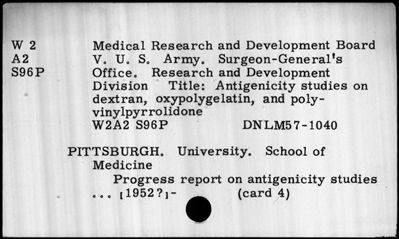 W 2 Medical Research and Development Board
A2 V. U. S. Army. Surgeon-General's
S96P Office. Research and Development
Division Title: Antigenicity studies on
dextran, oxypolygelatin, and poly-
vinylpyrrolidone
W2A2 S96P DNLM57-1040
PITTSBURGH. University. School of
Medicine
Progress report on antigenicity studies
... [1952?]- (card 4)